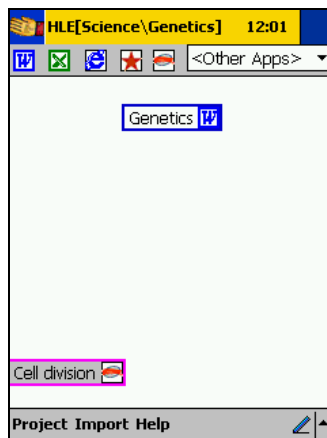 HLE[Science\Genetics] 12:01
<Other Apps>
Genetics
Cell division
Project Import Help